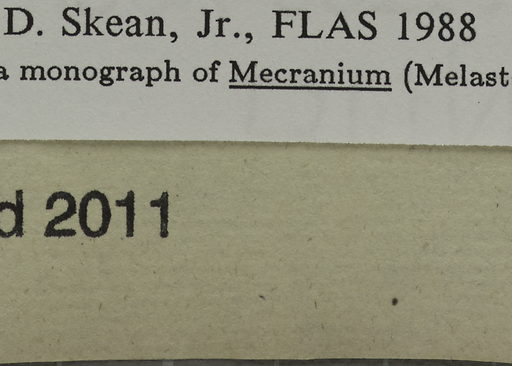 D. Skean, Jr., FLAS 1988
a monograph of Mecranium (Melast
d 2011